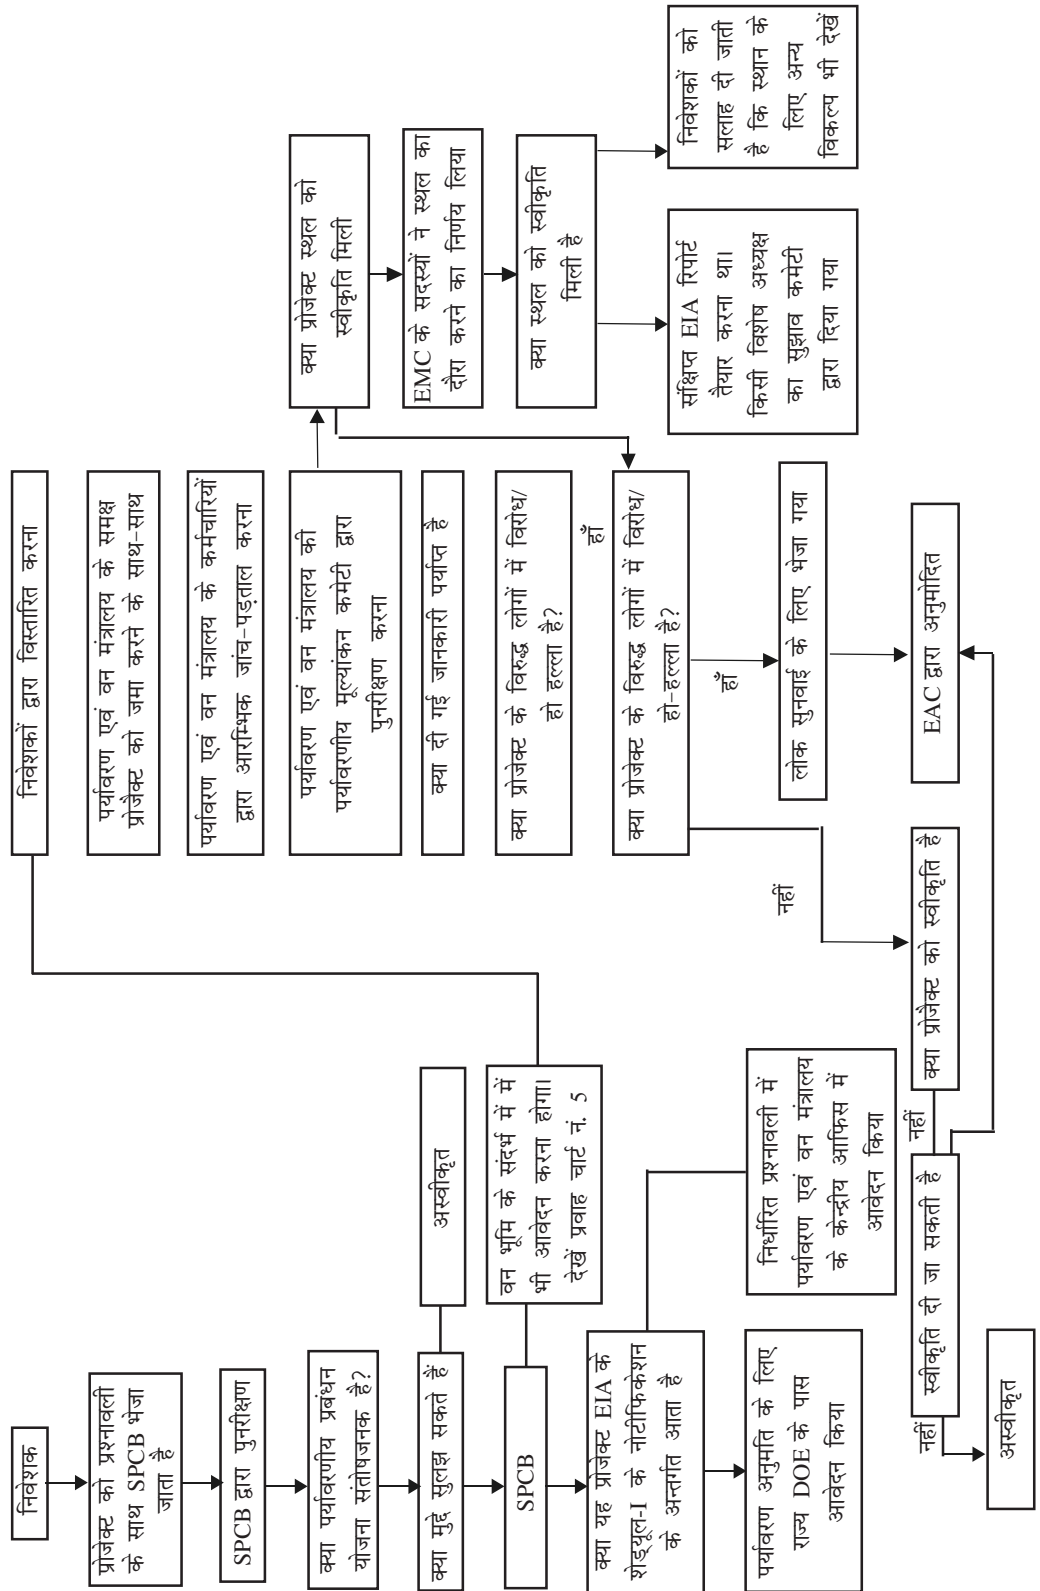 निवेशक
प्रोजेक्ट को प्रश्नावली
के साथ SPCB भेजा
जाता है
SPCB द्वारा पुनरीक्षण
क्या पर्यावरणीय प्रबंधन
योजना संतोषजनक है?
क्या मुद्दे सुलझ सकते हैं
अस्वीकृत
SPCB
वन भूमि के संदर्भ में में
भी आवेदन करना होगा।
देखें प्रवाह चार्ट नं. 5
क्या यह प्रोजेक्ट EIA के
शेड्यूल-I के नोटीफिकेशन
के अन्तर्गत आता है
पर्यावरण अनुमति के लिए
राज्य DOE के पास
आवेदन किया
निर्धारित प्रश्नावली में
पर्यावरण एवं वन मंत्रालय
के केन्द्रीय आफिस में
आवेदन किया
निवेशकों द्वारा विस्तारित करना
पर्यावरण एवं वन मंत्रालय के समक्ष
प्रोजेक्ट को जमा करने के साथ-साथ
पर्यावरण एवं वन मंत्रालय के कर्मचारियों
द्वारा आरम्भिक जांच-पड़ताल करना
पर्यावरण एवं वन मंत्रालय की
पर्यावरणीय मूल्यांकन कमेटी द्वारा
पुनरीक्षण करना
क्या दी गई जानकारी पर्याप्त है
क्या प्रोजेक्ट के विरुद्ध लोगों में विरोध/
हो हल्ला है?
हाँ
क्या प्रोजेक्ट के विरुद्ध लोगों में विरोध/
हो-हल्ला है?
हाँ
नहीं
लोक सुनवाई के लिए भेजा गया
EAC द्वारा अनुमोदित
क्या प्रोजेक्ट को स्वीकृति है
नहीं
स्वीकृति दी जा सकती है
नहीं
अस्वीकृत
क्या प्रोजेक्ट स्थल को
स्वीकृति मिली
EMC के सदस्यों ने स्थल का
दौरा करने का निर्णय लिया
क्या स्थल को स्वीकृति
मिली है
संक्षिप्त EIA रिपोर्ट
तैयार करना था।
किसी विशेष अध्यक्ष
का सुझाव कमेटी
द्वारा दिया गया
निवेशकों को
सलाह दी जाती
है कि स्थान के
लिए अन्य
विकल्प भी देखें